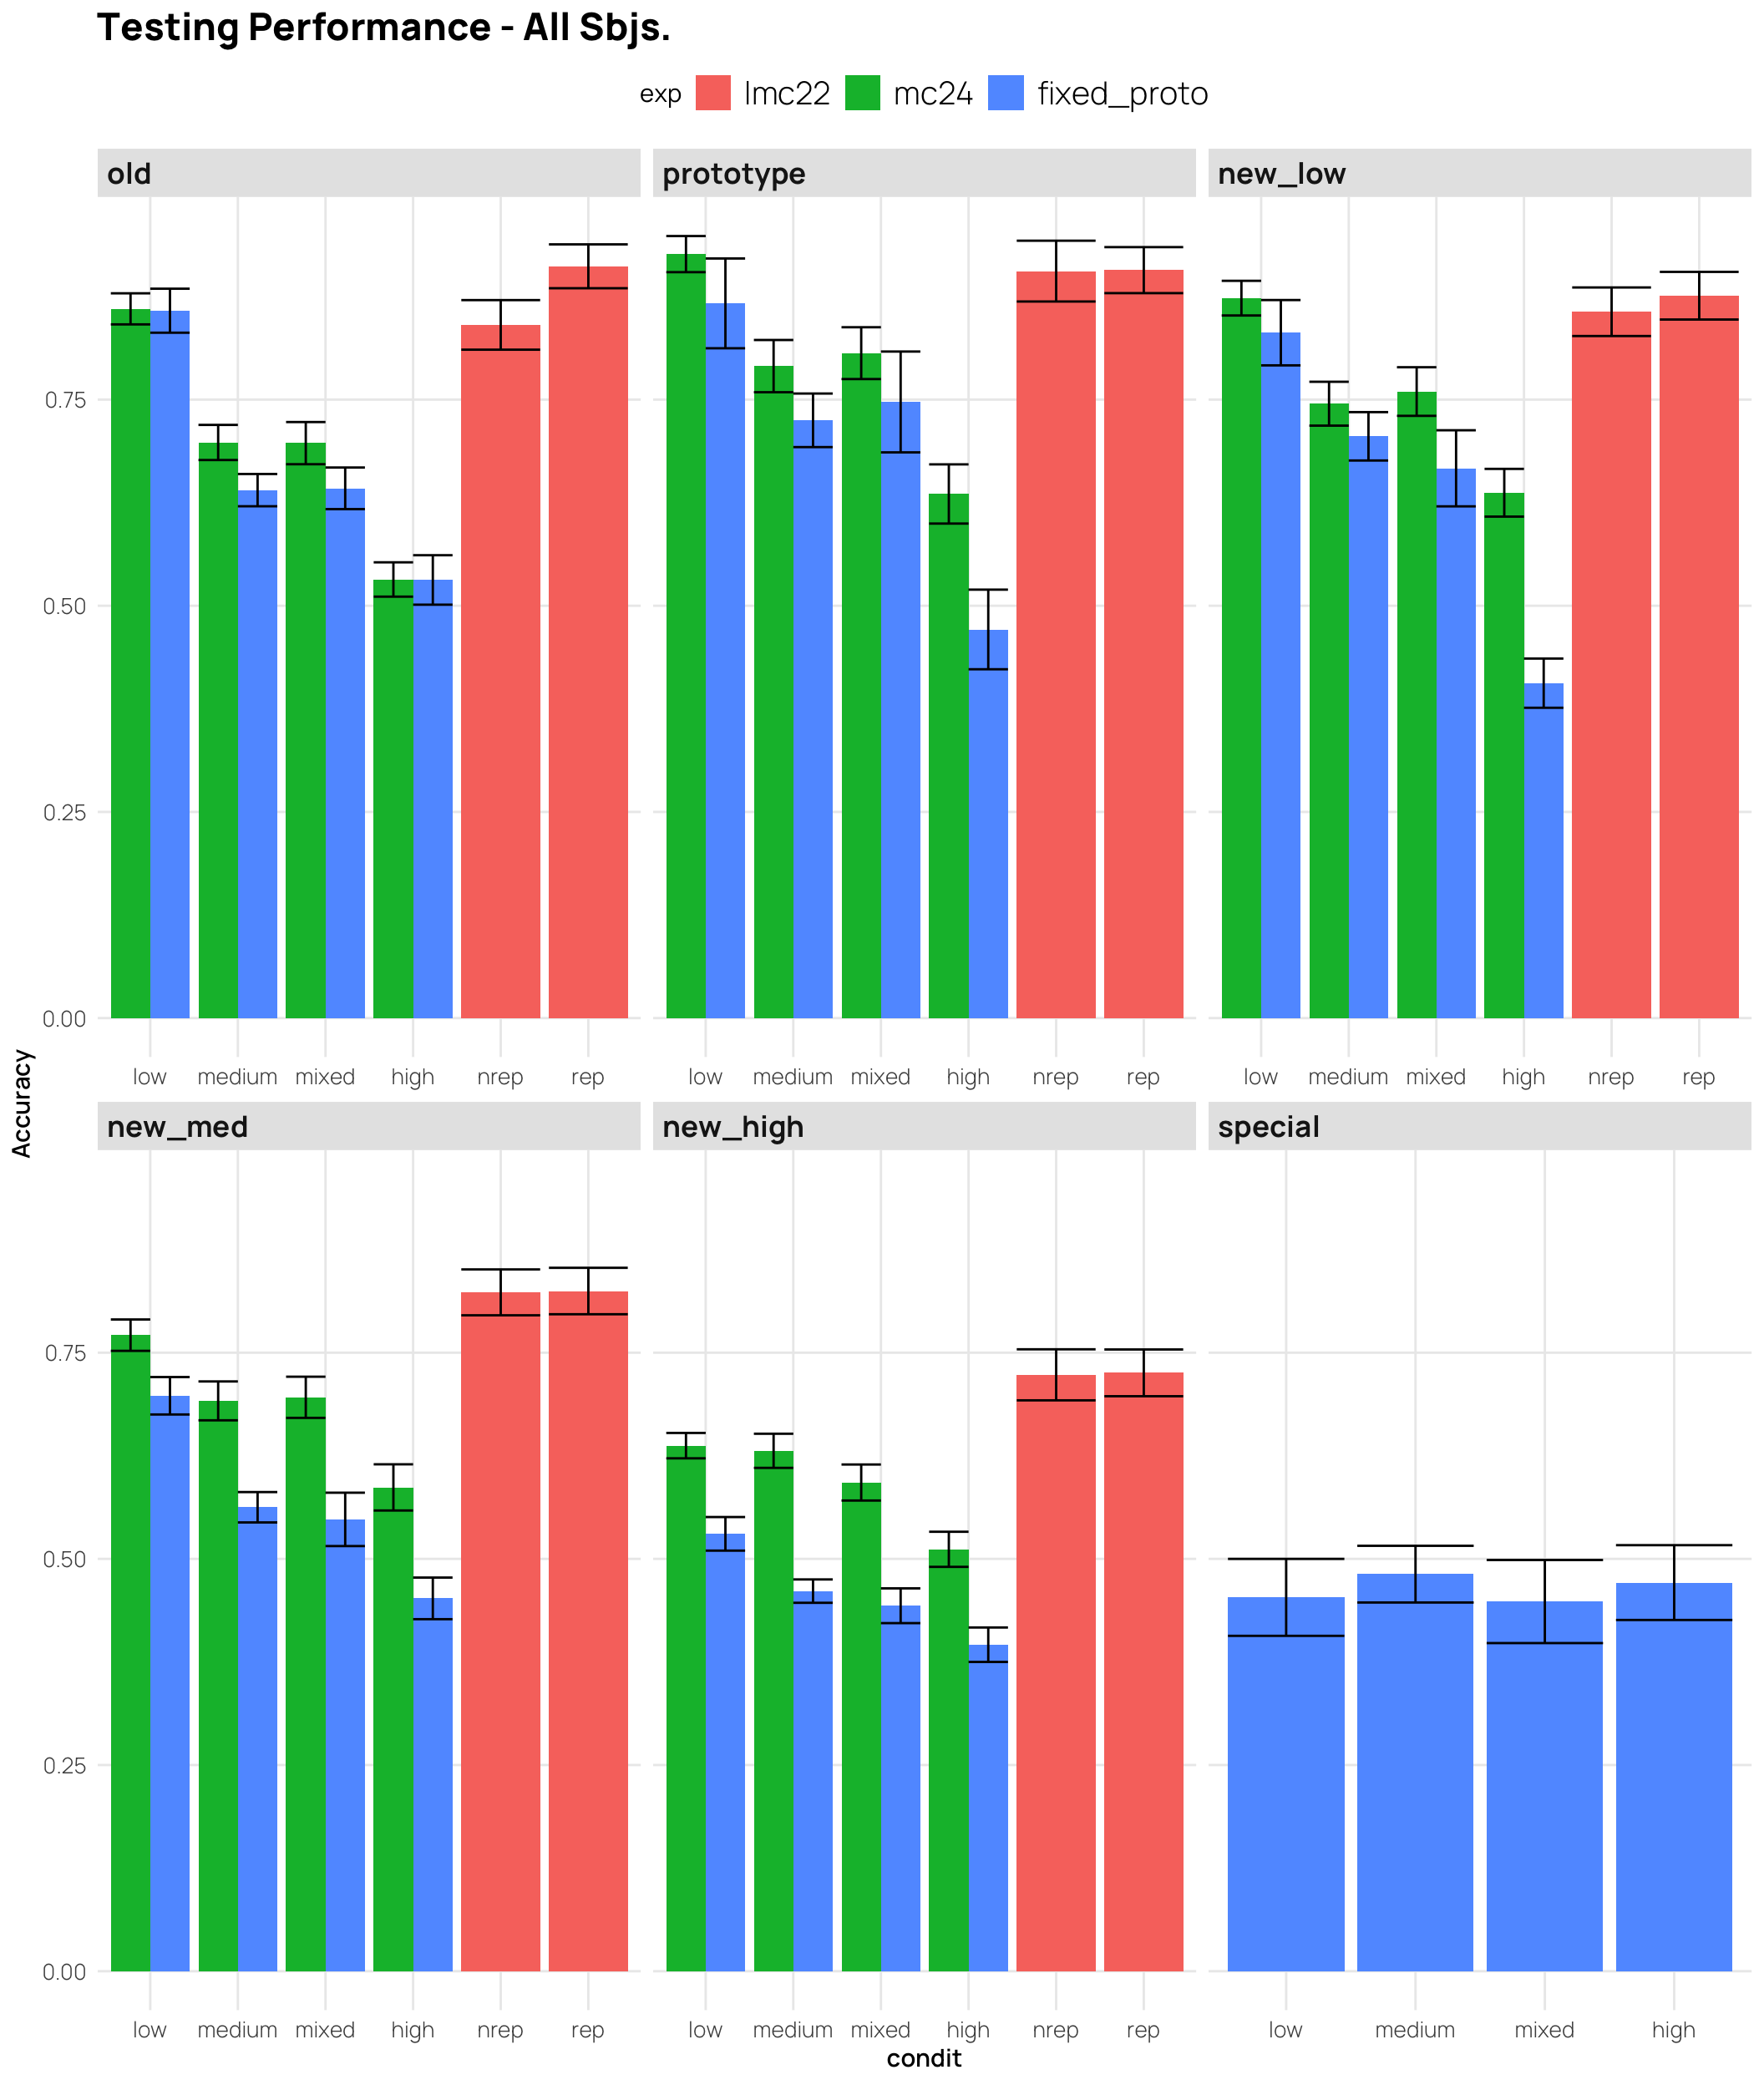 Testing Performance - All Sbjs.
exp lmc22 mc24 fixed_proto
old prototype new_low
0.75
0.50
0.25
0.00
low medium mixed high nrep rep low medium mixed high nrep rep low medium mixed high nrep rep
Accuracy
new_med new_high special
0.75
0.50
0.25
0.00
low medium mixed high nrep rep low medium mixed high nrep rep low medium mixed high
condit